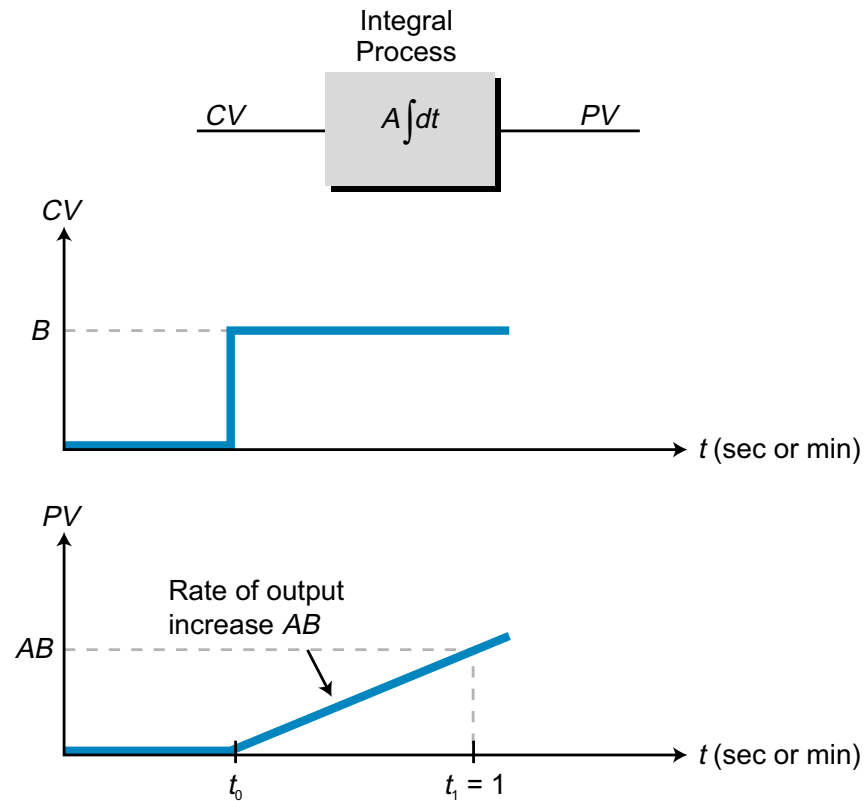 Integral
Process
CV
A∫dt
PV
CV
B
t (sec or min)
PV
Rate of output
increase AB
AB
t (sec or min)
t₀
t₁ = 1